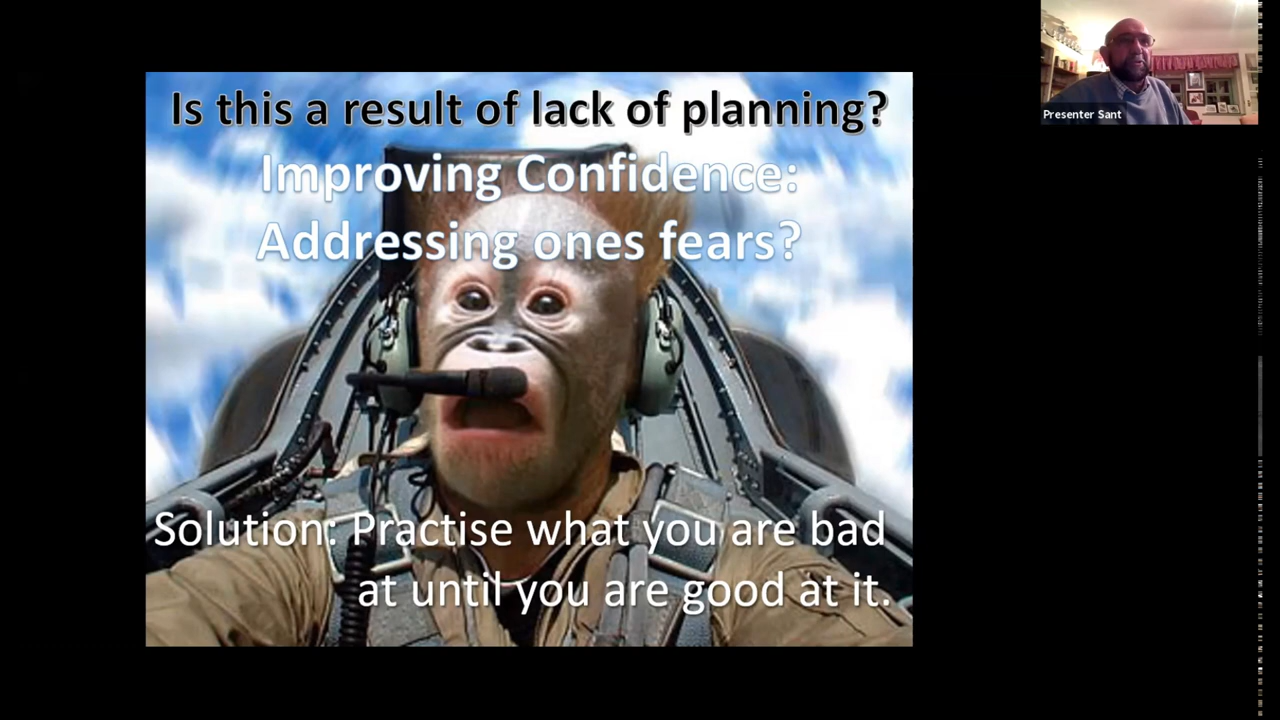 Is this a result of lack of planning?
Improving Confidence:
Addressing ones fears?
Solution: Practise what you are bad
at until you are good at it.
Presenter Sant